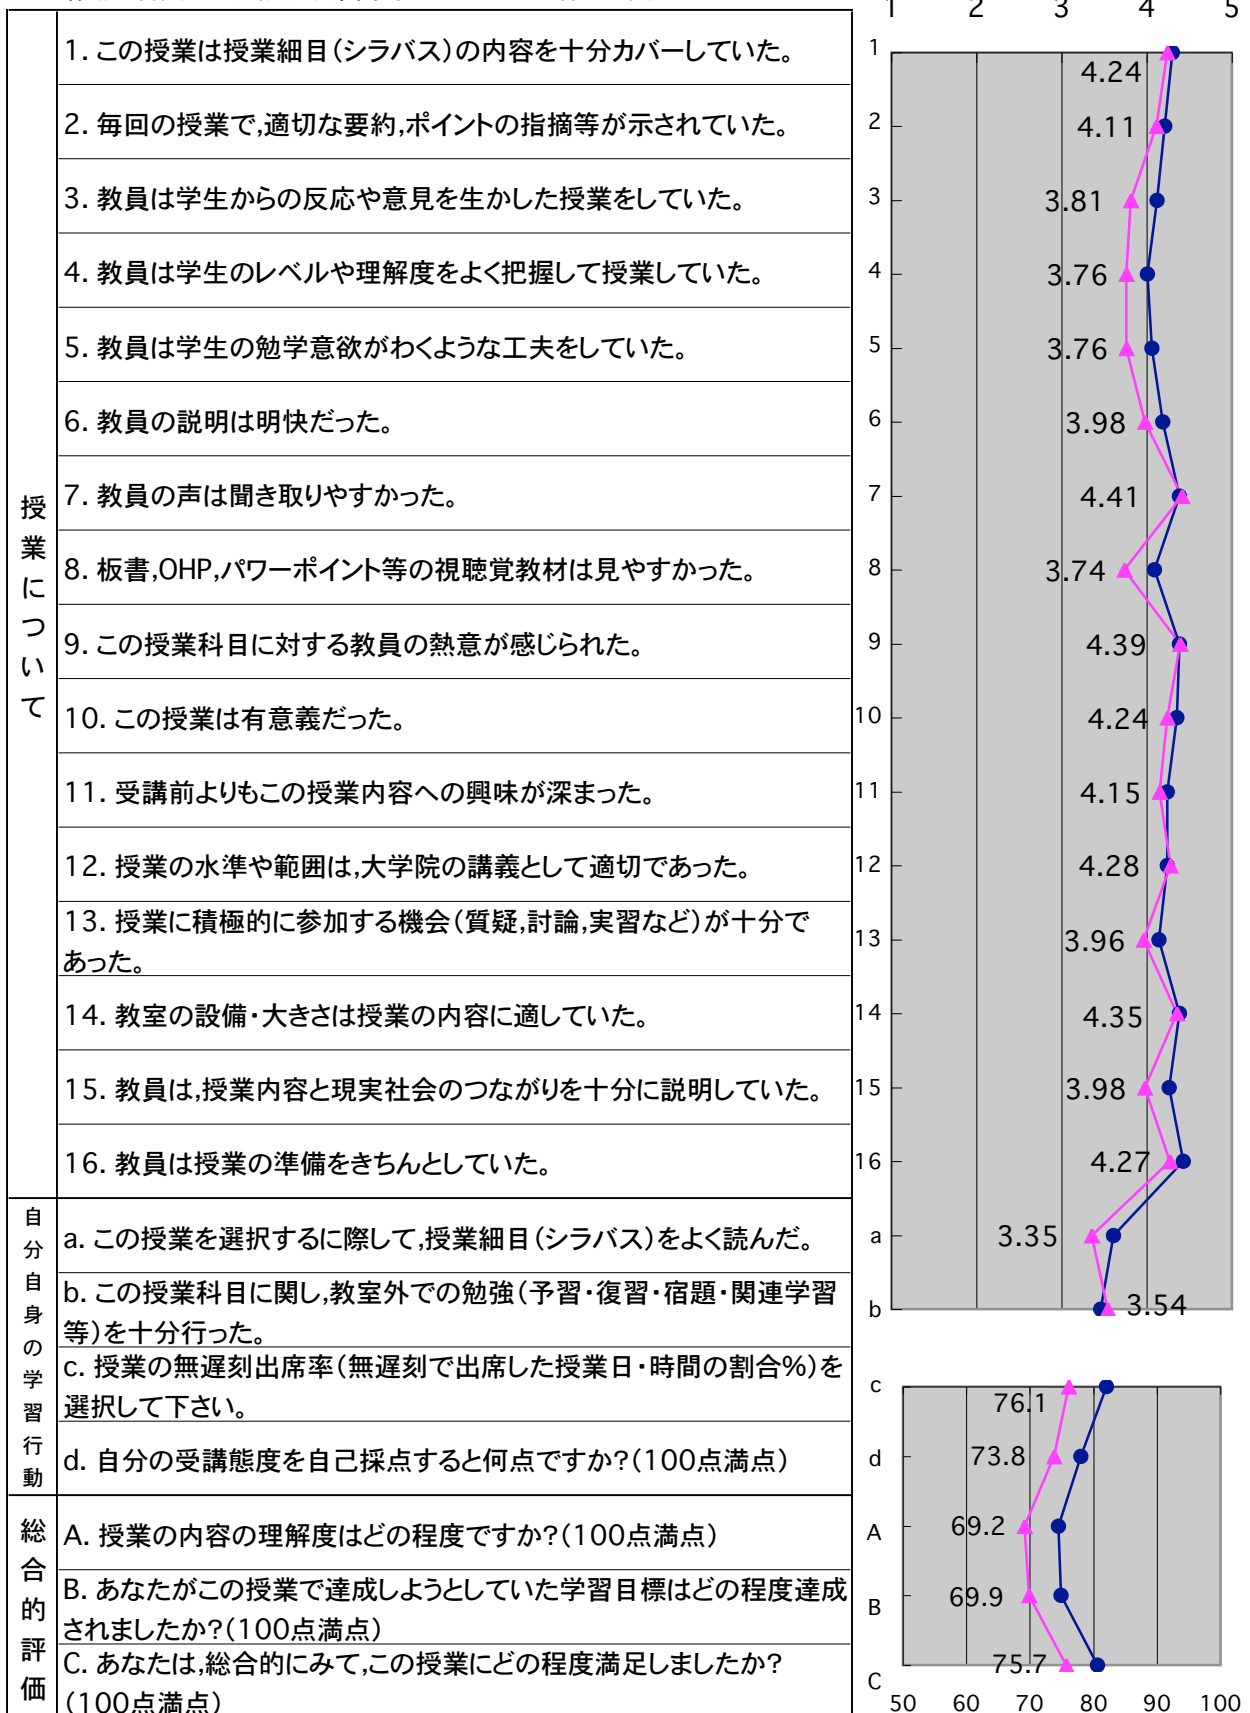 1 2 3 4 5
授業について
1. この授業は授業細目(シラバス)の内容を十分カバーしていた。
2. 毎回の授業で,適切な要約,ポイントの指摘等が示されていた。
3. 教員は学生からの反応や意見を生かした授業をしていた。
4. 教員は学生のレベルや理解度をよく把握して授業していた。
5. 教員は学生の勉学意欲がわくような工夫をしていた。
6. 教員の説明は明快だった。
7. 教員の声は聞き取りやすかった。
8. 板書,OHP,パワーポイント等の視聴覚教材は見やすかった。
9. この授業科目に対する教員の熱意が感じられた。
10. この授業は有意義だった。
11. 受講前よりもこの授業内容への興味が深まった。
12. 授業の水準や範囲は,大学院の講義として適切であった。
13. 授業に積極的に参加する機会(質疑,討論,実習など)が十分で
あった。
14. 教室の設備・大きさは授業の内容に適していた。
15. 教員は,授業内容と現実社会のつながりを十分に説明していた。
16. 教員は授業の準備をきちんとしていた。
自分自身の学習行動
a. この授業を選択するに際して,授業細目(シラバス)をよく読んだ。
b. この授業科目に関し,教室外での勉強(予習・復習・宿題・関連学習
等)を十分行った。
c. 授業の無遅刻出席率(無遅刻で出席した授業日・時間の割合%)を
選択して下さい。
d. 自分の受講態度を自己採点すると何点ですか?(100点満点)
総合的評価
A. 授業の内容の理解度はどの程度ですか?(100点満点)
B. あなたがこの授業で達成しようとしていた学習目標はどの程度達成
されましたか?(100点満点)
C. あなたは,総合的にみて,この授業にどの程度満足しましたか?
(100点満点)
1 4.24
2 4.11
3 3.81
4 3.76
5 3.76
6 3.98
7 4.41
8 3.74
9 4.39
10 4.24
11 4.15
12 4.28
13 3.96
14 4.35
15 3.98
16 4.27
a 3.35
b 3.54
c 76.1
d 73.8
A 69.2
B 69.9
C 75.7
50 60 70 80 90 100